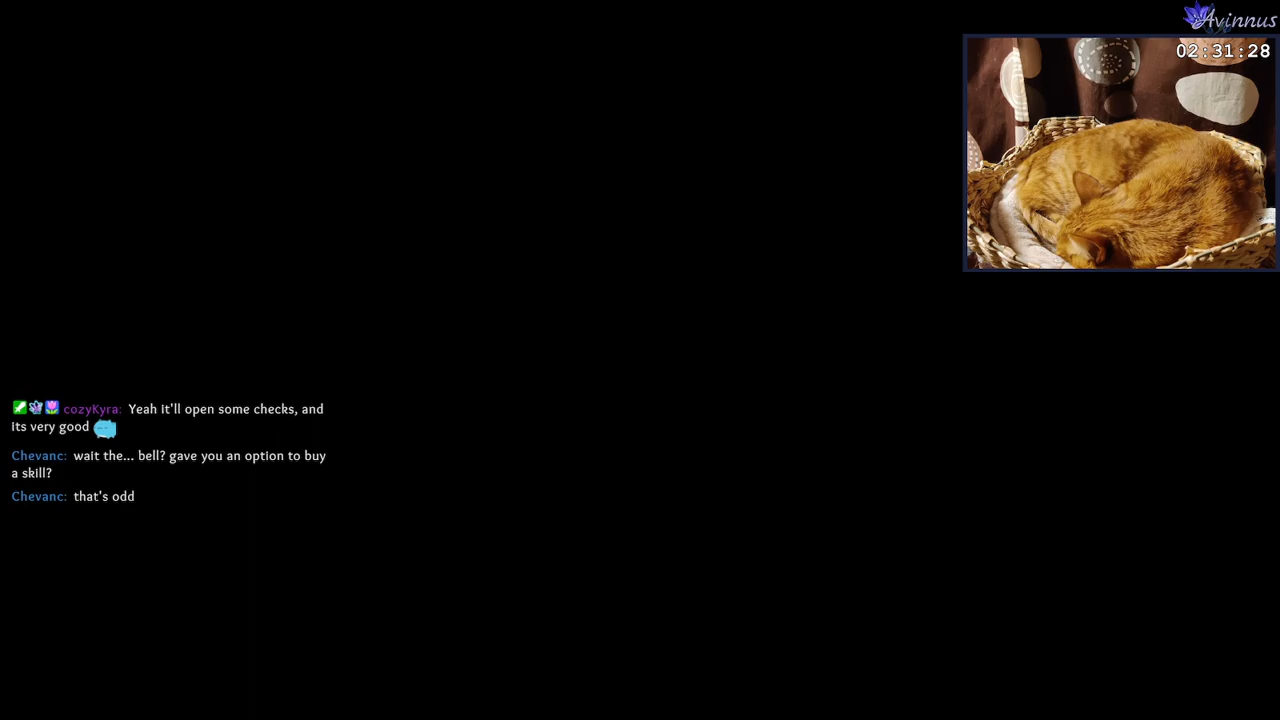 Avinnus
02:31:28
cozyKyra: Yeah it'll open some checks, and
its very good
Chevanc: wait the... bell? gave you an option to buy
a skill?
Chevanc: that's odd